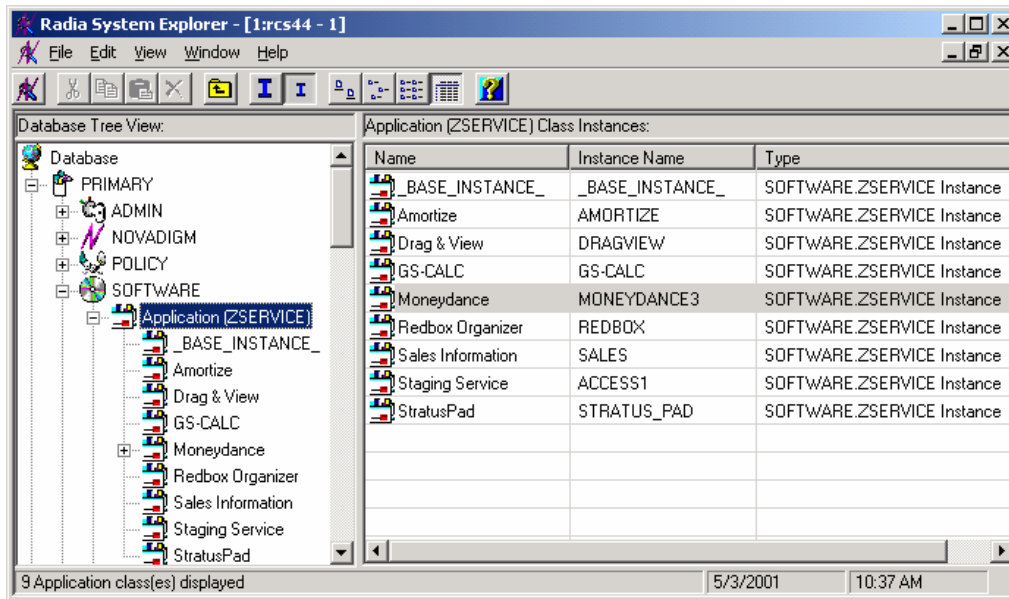 Radia System Explorer - [1:rcs44 - 1]
File Edit View Window Help
Database Tree View:
Database
PRIMARY
ADMIN
NOVADIGM
POLICY
SOFTWARE
Application (ZSERVICE)
_BASE_INSTANCE_
Amortize
Drag & View
GS-CALC
Moneydance
Redbox Organizer
Sales Information
Staging Service
StratusPad
Application (ZSERVICE) Class Instances:
Name Instance Name Type
_BASE_INSTANCE_ _BASE_INSTANCE_ SOFTWARE.ZSERVICE Instance
Amortize AMORTIZE SOFTWARE.ZSERVICE Instance
Drag & View DRAGVIEW SOFTWARE.ZSERVICE Instance
GS-CALC GS-CALC SOFTWARE.ZSERVICE Instance
Moneydance MONEYDANCE3 SOFTWARE.ZSERVICE Instance
Redbox Organizer REDBOX SOFTWARE.ZSERVICE Instance
Sales Information SALES SOFTWARE.ZSERVICE Instance
Staging Service ACCESS1 SOFTWARE.ZSERVICE Instance
StratusPad STRATUS_PAD SOFTWARE.ZSERVICE Instance
9 Application class(es) displayed 5/3/2001 10:37 AM